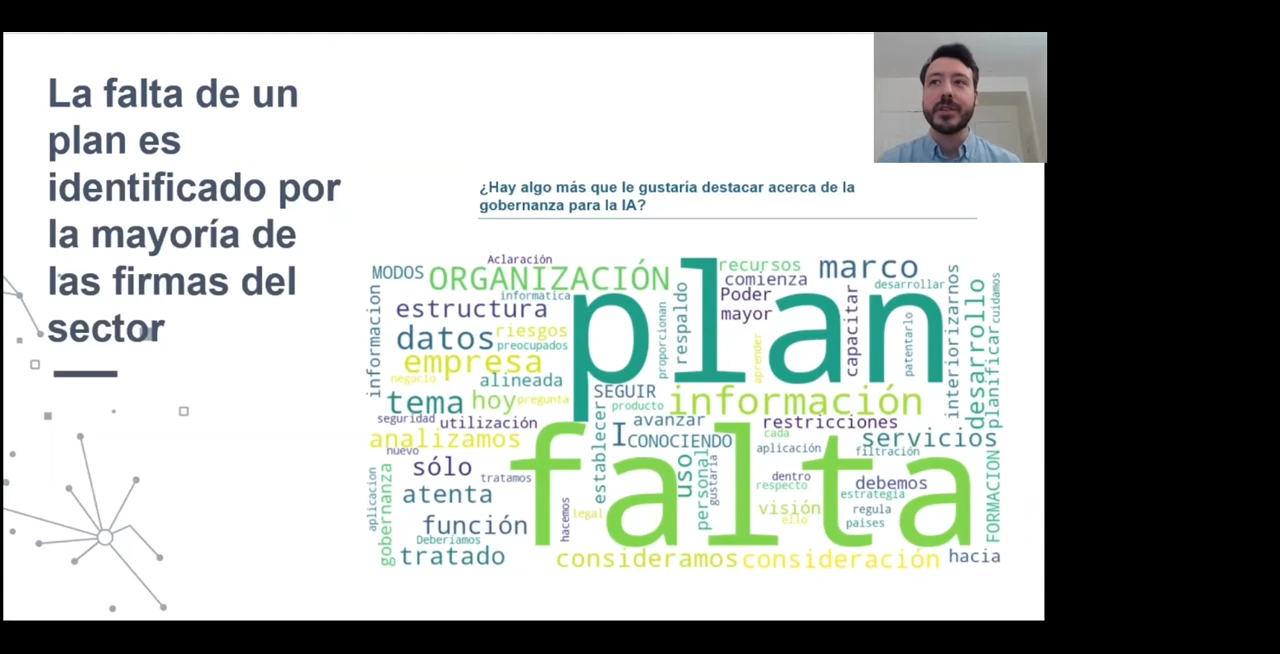 La falta de un
plan es
identificado por
la mayoría de
las firmas del
sector
¿Hay algo más que le gustaría destacar acerca de la
gobernanza para la IA?
Aclaración
MODOS
ORGANIZACIÓN
informatica
estructura
informacion
datos
riesgos
preocupados
empresa
negocio
alineada
tema
hoy
pregunta
plan
recursos
comienza
marco
desarrollar
Poder
mayor
respaldo
proporcionan
aprender
capacitar
patentarlo
interiorizarnos
desarrollo
planificar
cuidamos
SEGUIR
producto
información
seguridad
utilización
establecer
avanzar
I
CONOCIENDO
restricciones
cada
servicios
analizamos
nuevo
aplicación
filtración
sólo
tratamos
falta
uso
personal
gustaría
dentro
respecto
debemos
estrategia
atenta
aplicacion
gobernanza
función
Deberíamos
hacemos
legal
visión
ello
regula
paises
FORMACION
tratado
consideramos
consideración
hacia